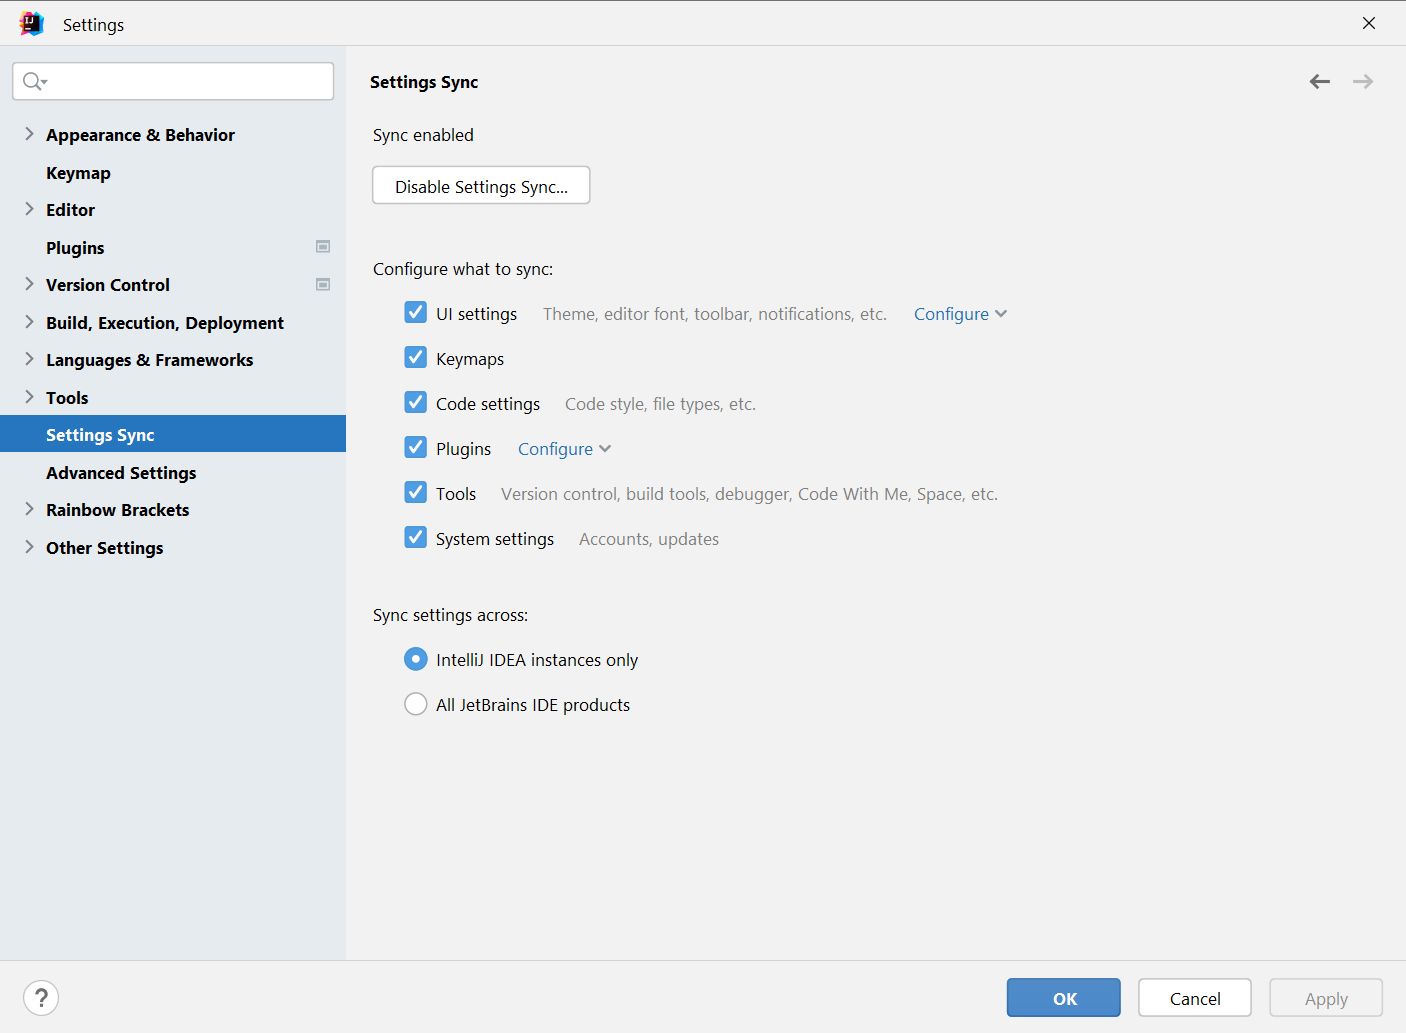 Settings
Appearance & Behavior
Keymap
Editor
Plugins
Version Control
Build, Execution, Deployment
Languages & Frameworks
Tools
Settings Sync
Advanced Settings
Rainbow Brackets
Other Settings
Settings Sync
Sync enabled
Disable Settings Sync...
Configure what to sync:
UI settings Theme, editor font, toolbar, notifications, etc. Configure
Keymaps
Code settings Code style, file types, etc.
Plugins Configure
Tools Version control, build tools, debugger, Code With Me, Space, etc.
System settings Accounts, updates
Sync settings across:
IntelliJ IDEA instances only
All JetBrains IDE products
? OK Cancel Apply